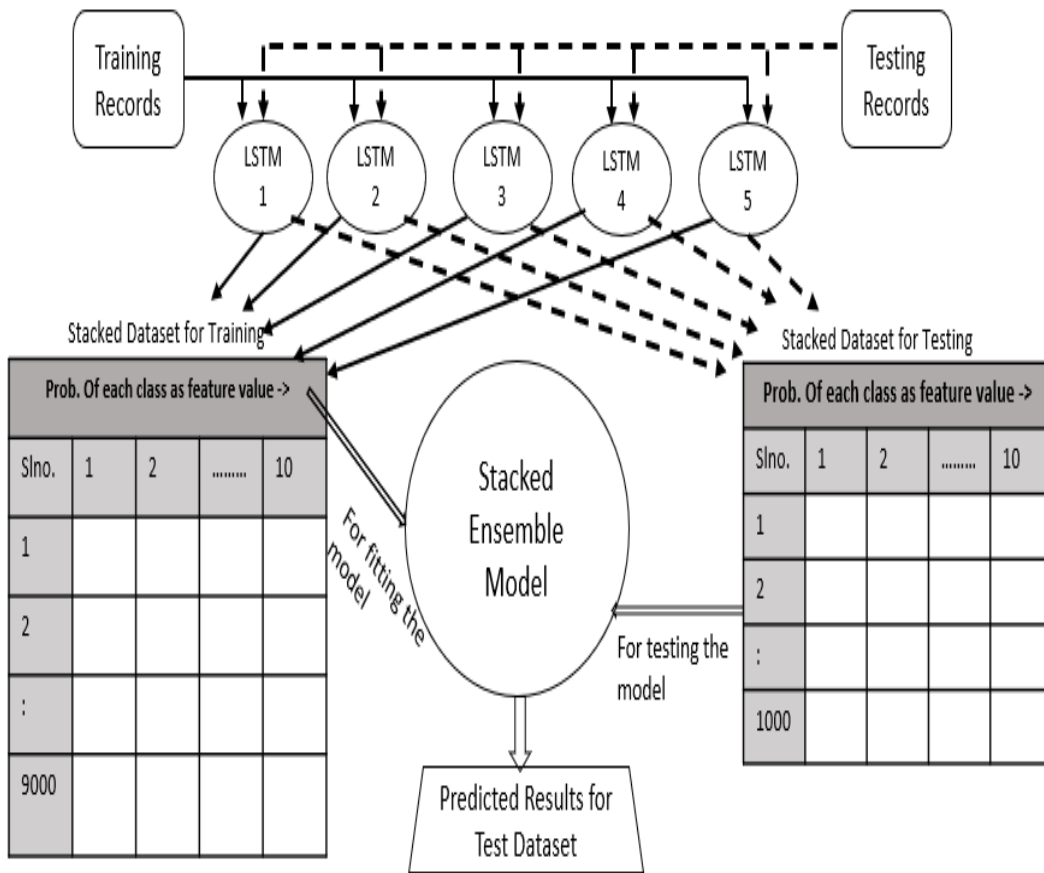 Training
Records
Testing
Records
LSTM
1
LSTM
2
LSTM
3
LSTM
4
LSTM
5
Stacked Dataset for Training
Prob. Of each class as feature value ->
Slno. 1 2 ......... 10
1
2
:
9000
For fitting the
model
Stacked
Ensemble
Model
Stacked Dataset for Testing
Prob. Of each class as feature value ->
Slno. 1 2 ......... 10
1
2
:
1000
For testing the
model
Predicted Results for
Test Dataset